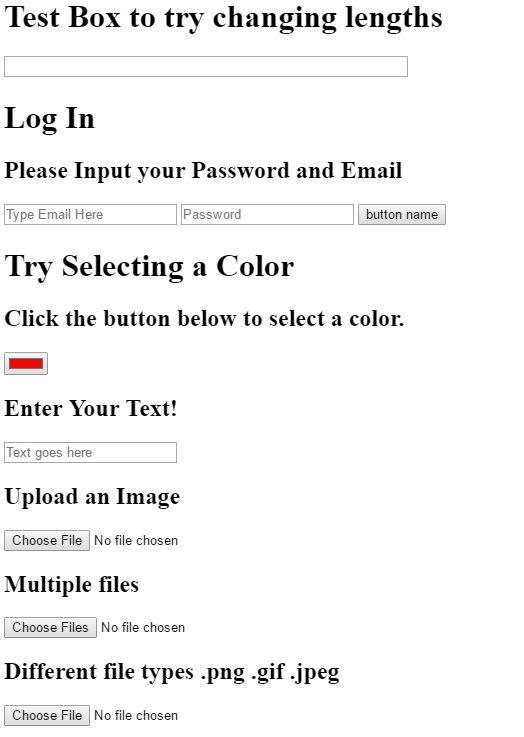 Test Box to try changing lengths
Log In
Please Input your Password and Email
Type Email Here Password button name
Try Selecting a Color
Click the button below to select a color.
Enter Your Text!
Text goes here
Upload an Image
Choose File No file chosen
Multiple files
Choose Files No file chosen
Different file types .png .gif .jpeg
Choose File No file chosen